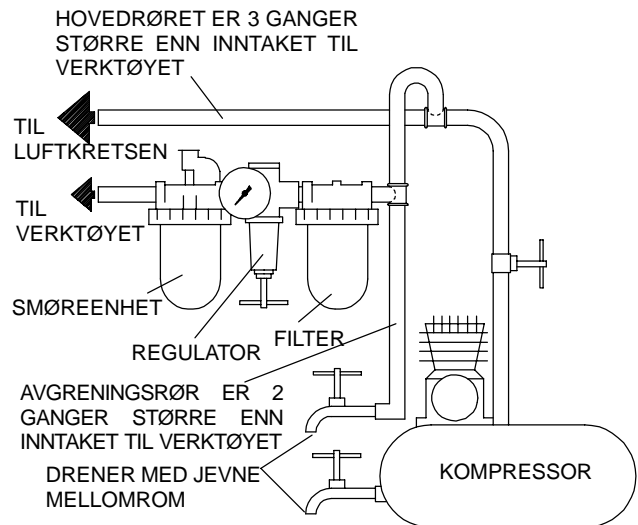 HOVEDRØRET ER 3 GANGER
STØRRE ENN INNTAKET TIL
VERKTØYET
TIL
LUFTKRETSEN
TIL
VERKTØYET
SMØREENHET
REGULATOR
FILTER
AVGRENINGSRØR ER 2
GANGER STØRRE ENN
INNTAKET TIL VERKTØYET
DRENER MED JEVNE
MELLOMROM
KOMPRESSOR